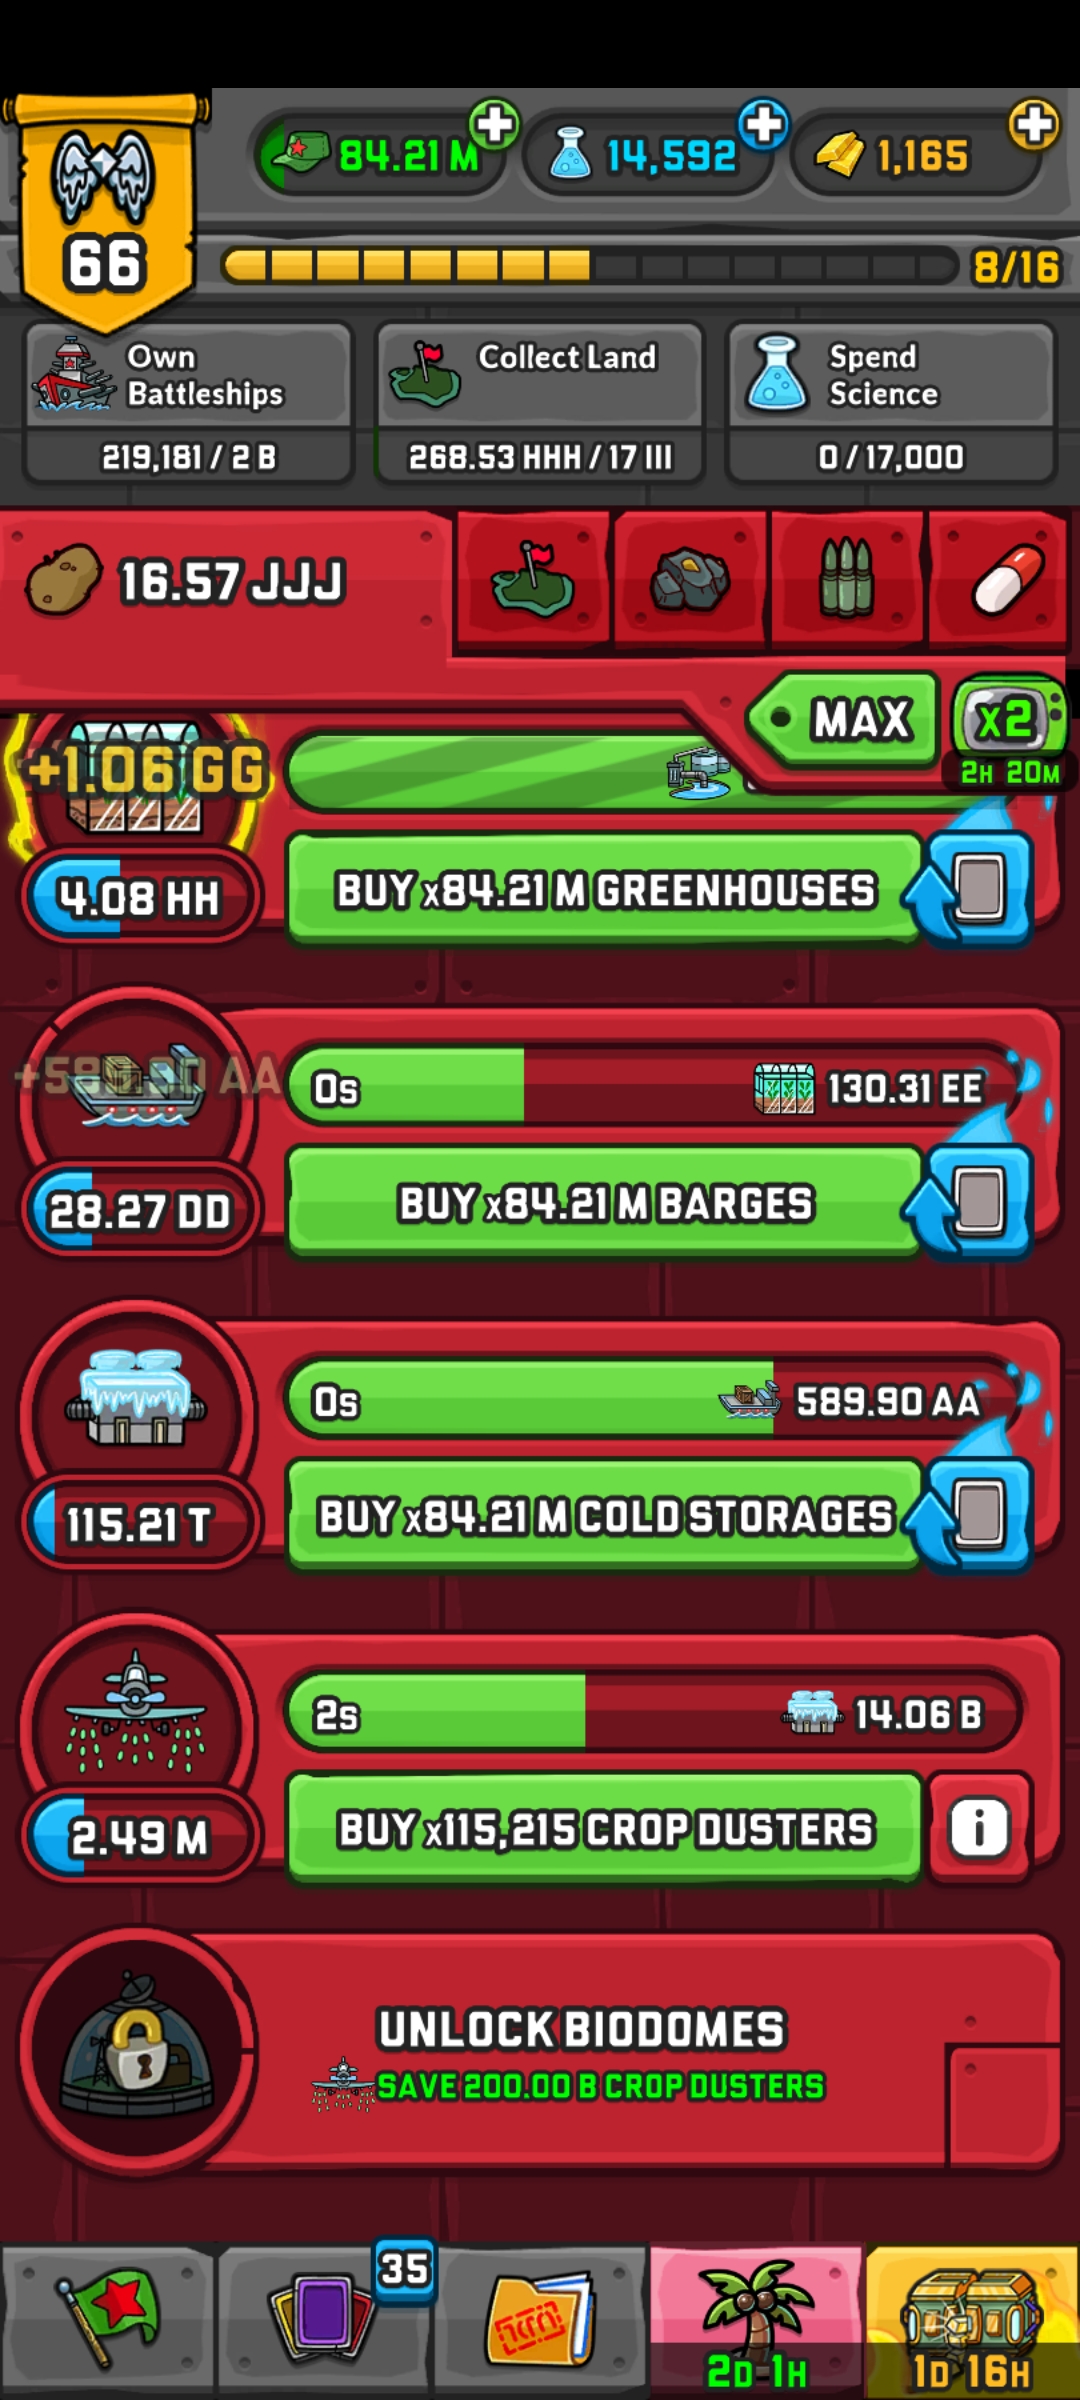 84.21 M
14,592
1,165
66
8/16
Own
Battleships
219,181 / 2 B
Collect Land
268.53 HHH / 17 III
Spend
Science
0 / 17,000
16.57 JJJ
MAX
x2
2H 20M
+1.06 GG
4.08 HH
BUY x84.21 M GREENHOUSES
+589.90 AA
0s
130.31 EE
28.27 DD
BUY x84.21 M BARGES
0s
589.90 AA
115.21 T
BUY x84.21 M COLD STORAGES
2s
14.06 B
2.49 M
BUY x115,215 CROP DUSTERS
i
UNLOCK BIODOMES
SAVE 200.00 B CROP DUSTERS
35
2D 1H
1D 16H